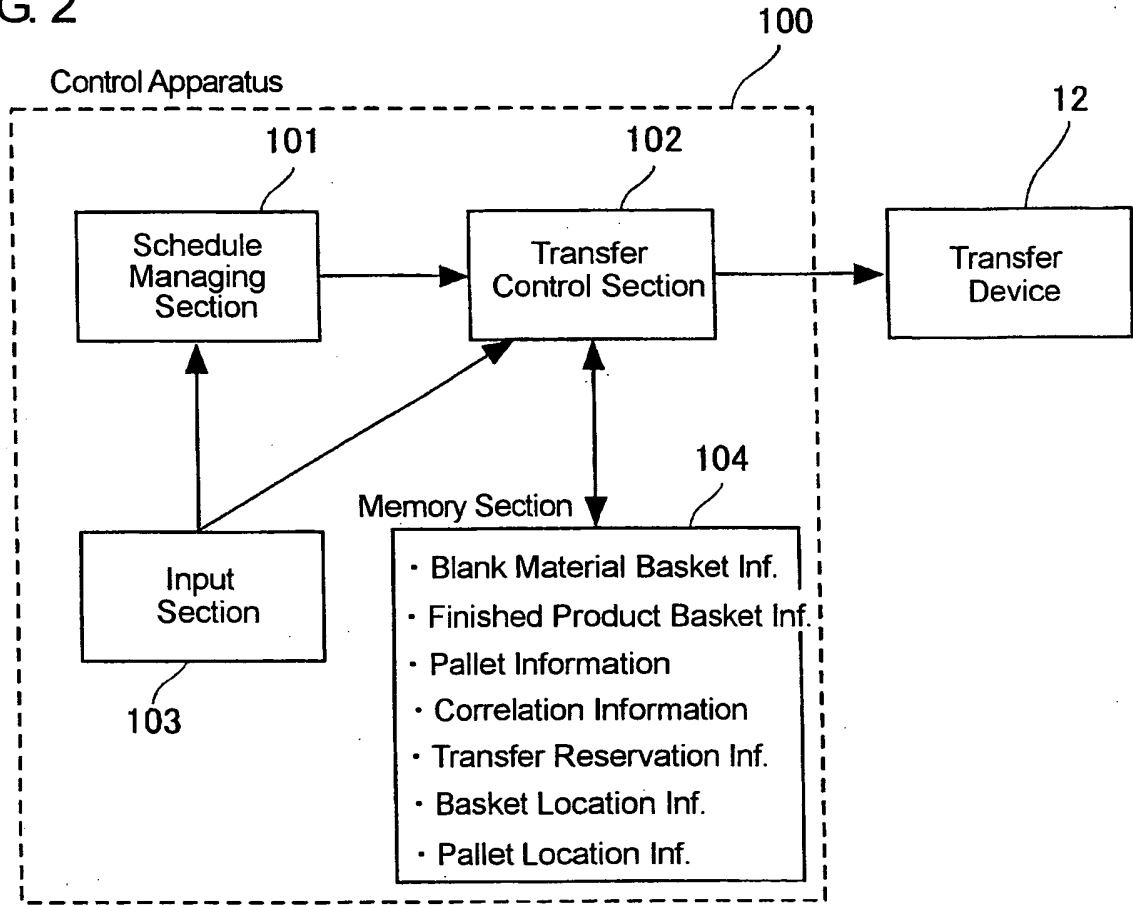 G. 2
100
Control Apparatus
12
101
102
Schedule
Managing
Section
Transfer
Control Section
Transfer
Device
104
Memory Section
Input
Section
103
· Blank Material Basket Inf.
· Finished Product Basket Inf.
· Pallet Information
· Correlation Information
· Transfer Reservation Inf.
· Basket Location Inf.
· Pallet Location Inf.